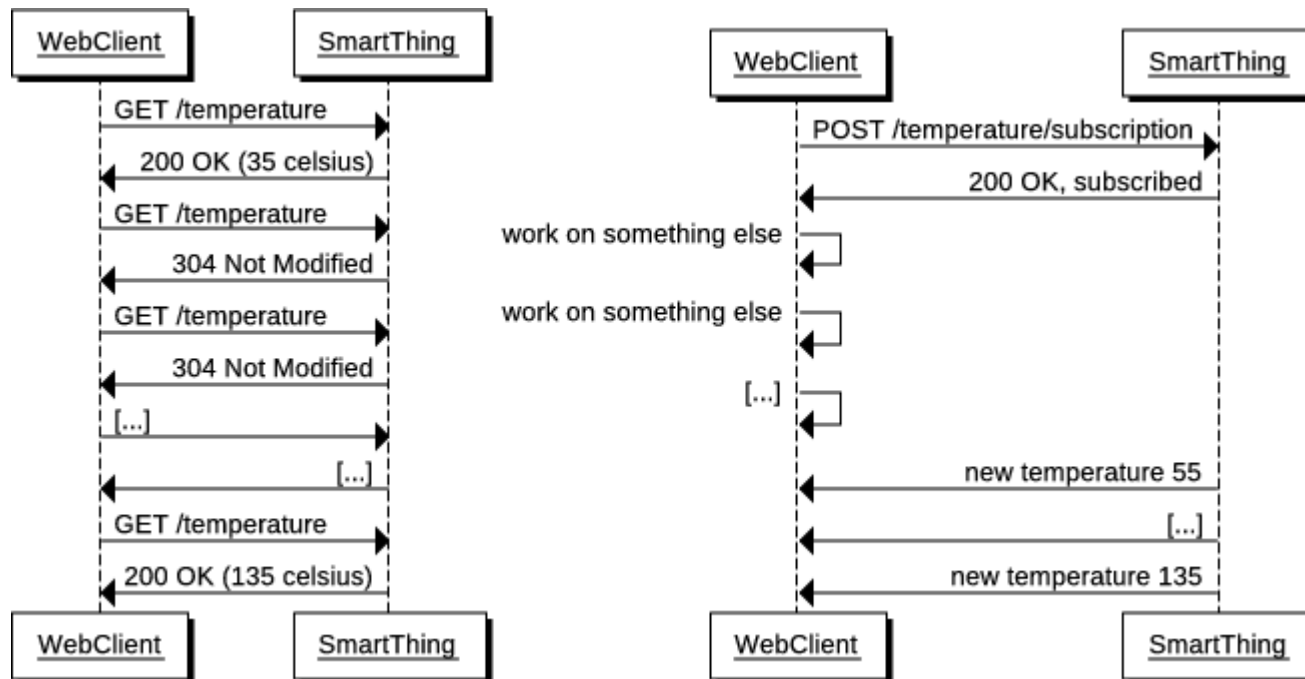 WebClient
SmartThing
GET /temperature
200 OK (35 celsius)
GET /temperature
304 Not Modified
GET /temperature
304 Not Modified
[...]
[...]
GET /temperature
200 OK (135 celsius)
WebClient
SmartThing
WebClient
SmartThing
POST /temperature/subscription
200 OK, subscribed
work on something else
work on something else
[...]
new temperature 55
[...]
new temperature 135
WebClient
SmartThing